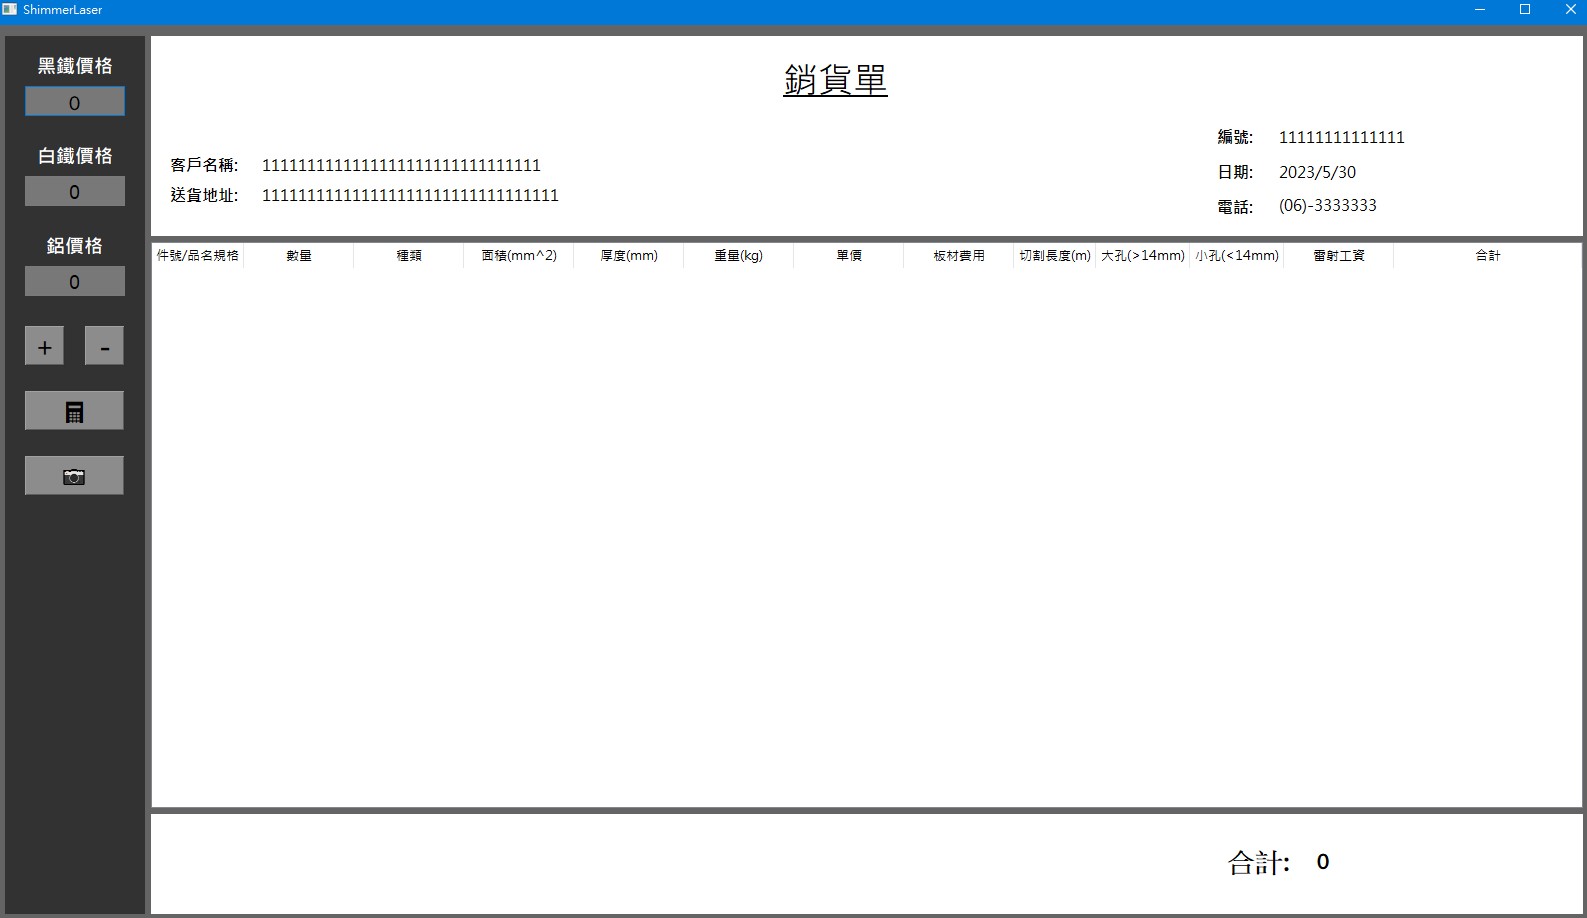 ShimmerLaser
黑鐵價格
0
白鐵價格
0
鋁價格
0
+ -
銷貨單
編號: 11111111111111
客戶名稱: 1111111111111111111111111111111
日期: 2023/5/30
送貨地址: 111111111111111111111111111111111
電話: (06)-3333333
件號/品名規格 數量 種類 面積(mm^2) 厚度(mm) 重量(kg) 單價 板材費用 切割長度(m) 大孔(>14mm) 小孔(<14mm) 雷射工資 合計
合計: 0